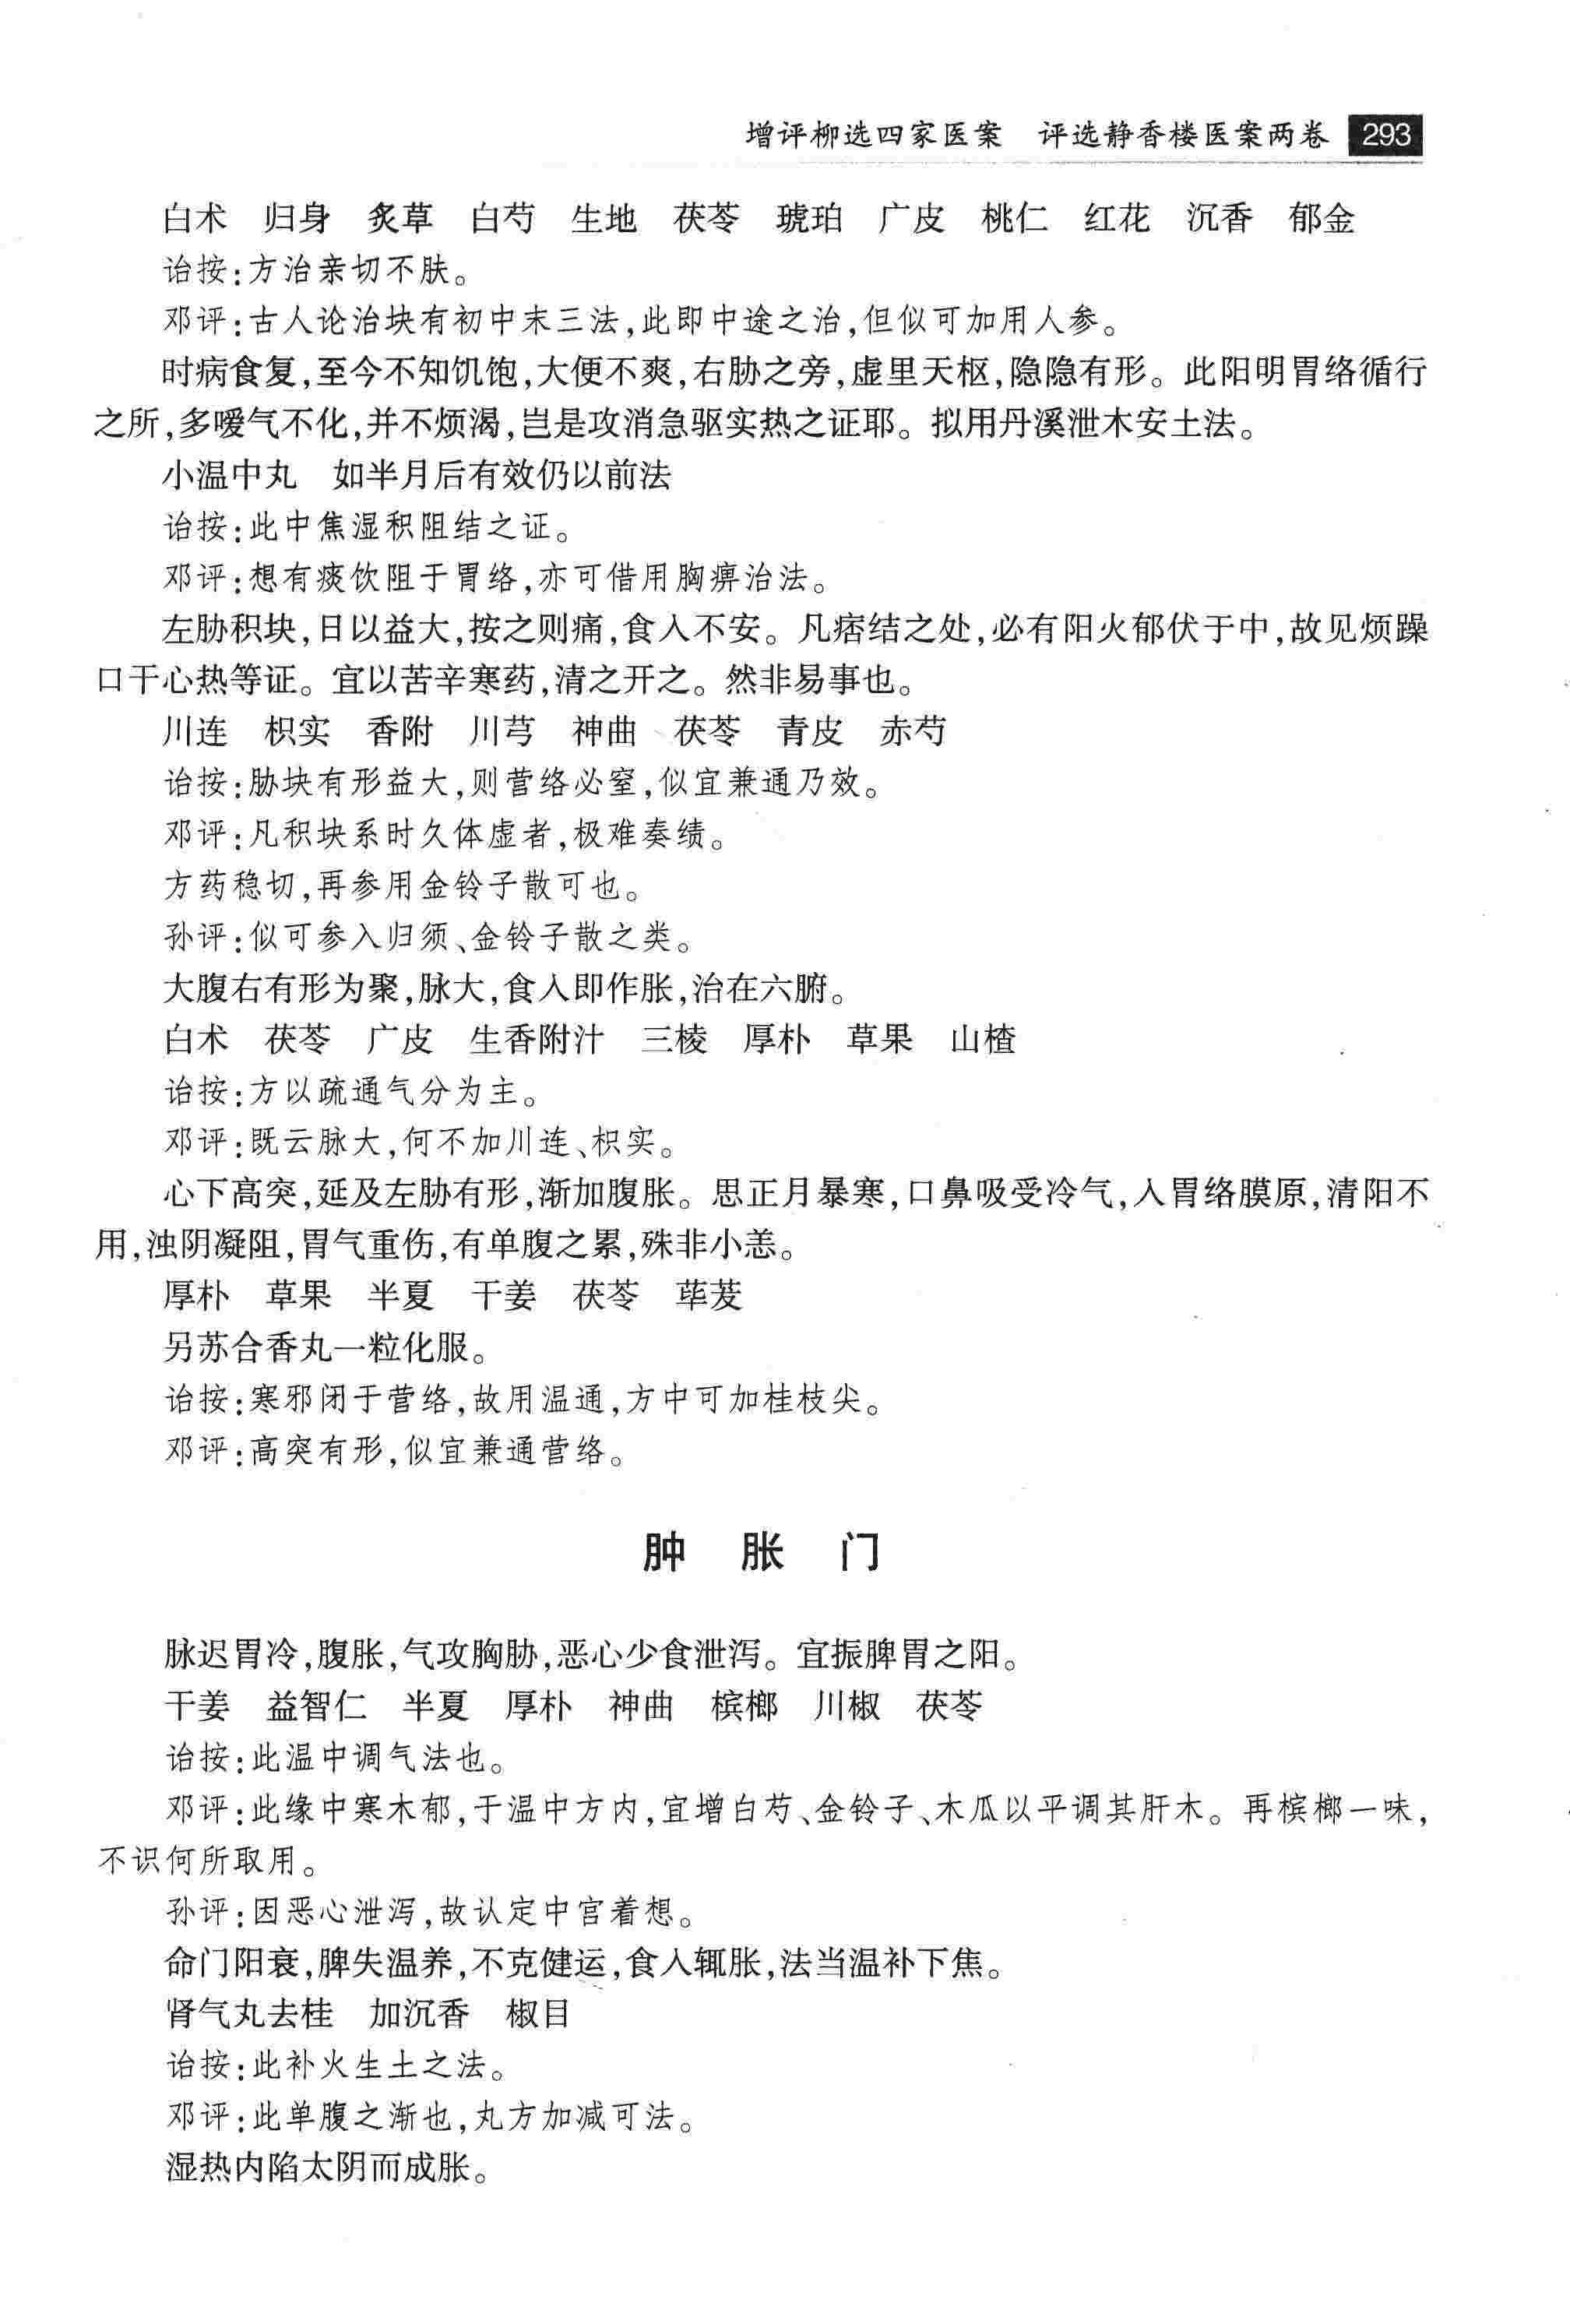 增评柳选四家医案　评选静香楼医案两卷　293
白术　归身　炙草　白芍　生地　茯苓　琥珀　广皮　桃仁　红花　沉香　郁金
诒按:方治亲切不肤。
邓评:古人论治块有初中末三法,此即中途之治,但似可加用人参。
时病食复,至今不知饥饱,大便不爽,右胁之旁,虚里天枢,隐隐有形。此阳明胃络循行
之所,多嗳气不化,并不烦渴,岂是攻消急驱实热之证耶。拟用丹溪泄木安土法。
小温中丸　如半月后有效仍以前法
诒按:此中焦湿积阻结之证。
邓评:想有痰饮阻于胃络,亦可借用胸痹治法。
左胁积块,日以益大,按之则痛,食入不安。凡痞结之处,必有阳火郁伏于中,故见烦躁
口干心热等证。宜以苦辛寒药,清之开之。然非易事也。
川连　枳实　香附　川芎　神曲　茯苓　青皮　赤芍
诒按:胁块有形益大,则营络必窒,似宜兼通乃效。
邓评:凡积块系时久体虚者,极难奏绩。
方药稳切,再参用金铃子散可也。
孙评:似可参入归须、金铃子散之类。
大腹右有形为聚,脉大,食入即作胀,治在六腑。
白术　茯苓　广皮　生香附汁　三棱　厚朴　草果　山楂
诒按:方以疏通气分为主。
邓评:既云脉大,何不加川连、枳实。
心下高突,延及左胁有形,渐加腹胀。思正月暴寒,口鼻吸受冷气,入胃络膜原,清阳不
用,浊阴凝阻,胃气重伤,有单腹之累,殊非小恙。
厚朴　草果　半夏　干姜　茯苓　荜茇
另苏合香丸一粒化服。
诒按:寒邪闭于营络,故用温通,方中可加桂枝尖。
邓评:高突有形,似宜兼通营络。
肿　胀　门
脉迟胃冷,腹胀,气攻胸胁,恶心少食泄泻。宜振脾胃之阳。
干姜　益智仁　半夏　厚朴　神曲　槟榔　川椒　茯苓
诒按:此温中调气法也。
邓评:此缘中寒木郁,于温中方内,宜增白芍、金铃子、木瓜以平调其肝木。再槟榔一味,
不识何所取用。
孙评:因恶心泄泻,故认定中宫着想。
命门阳衰,脾失温养,不克健运,食入辄胀,法当温补下焦。
肾气丸去桂　加沉香　椒目
诒按:此补火生土之法。
邓评:此单腹之渐也,丸方加减可法。
湿热内陷太阴而成胀。